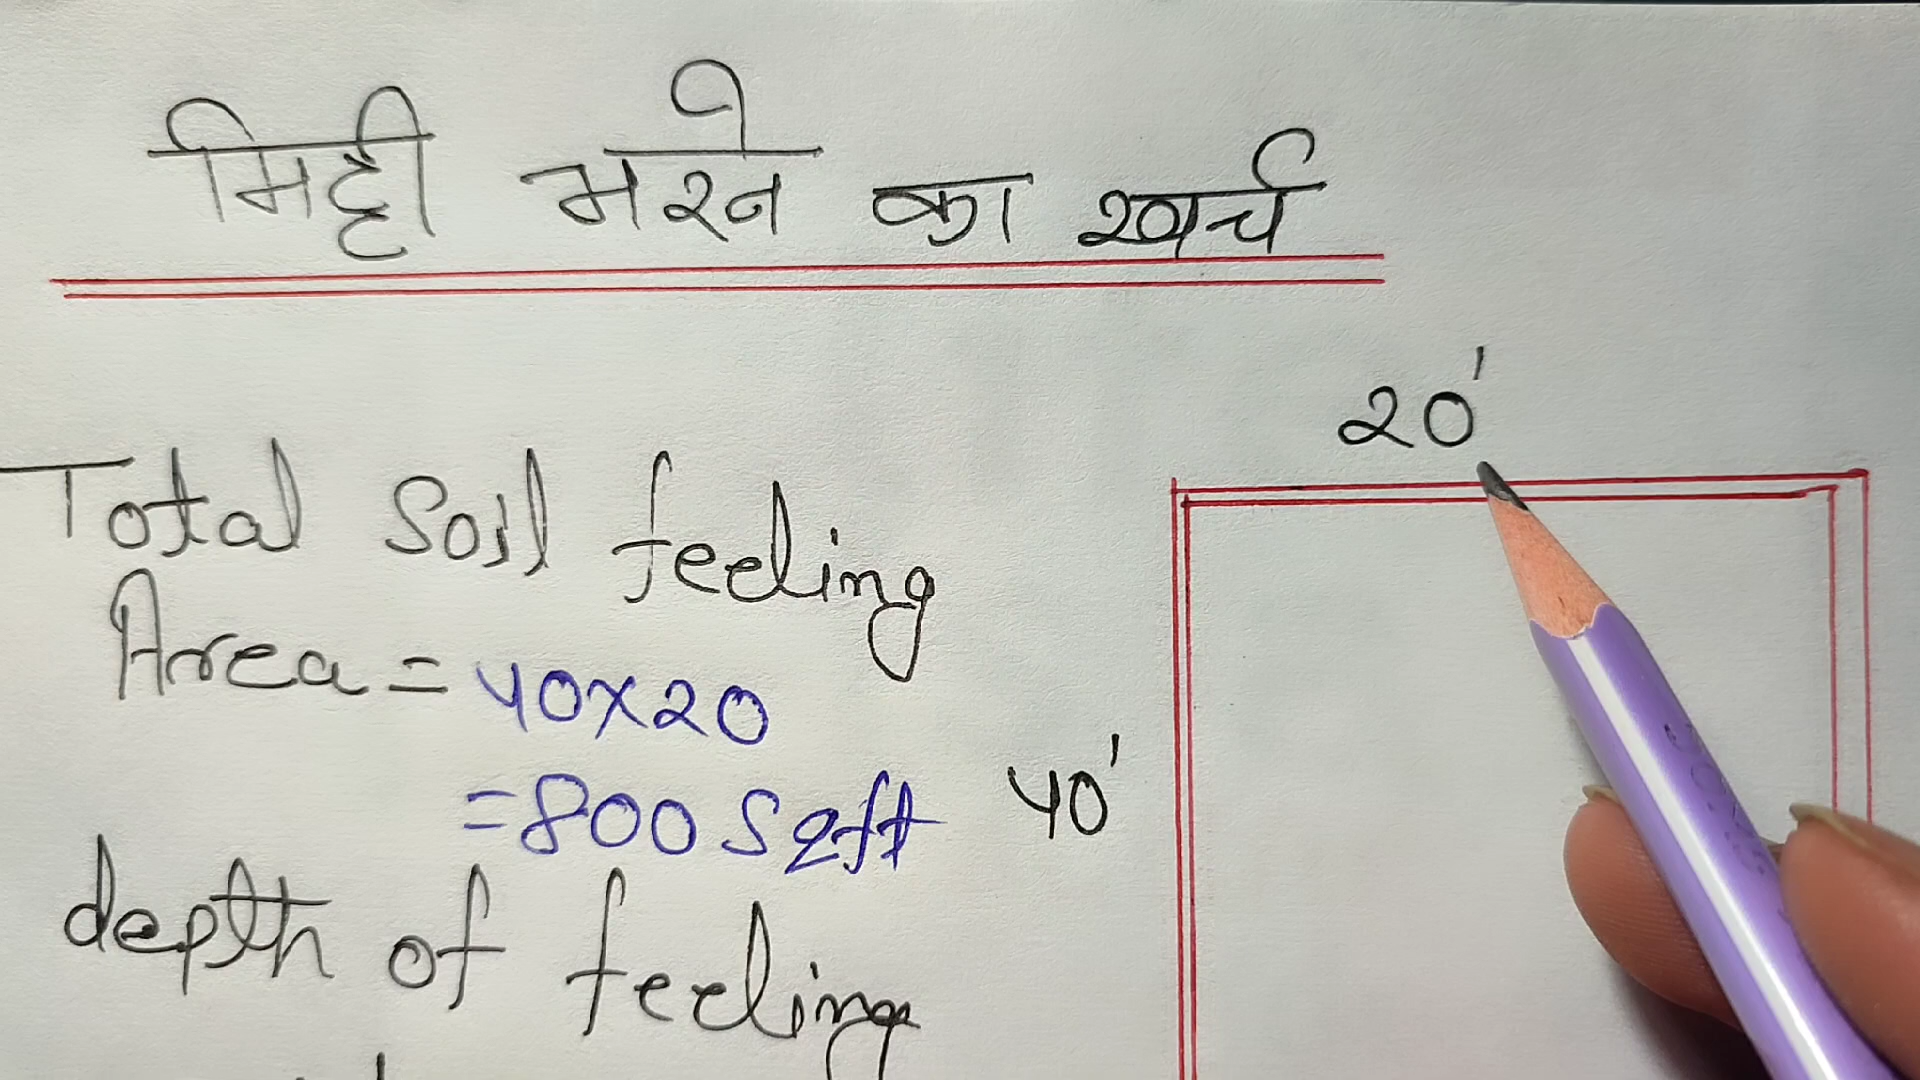 मिट्टी भरने का खर्च
Total Soil feeling
Area = 40x20
= 800 Sqft
depth of feeling
20'
40'